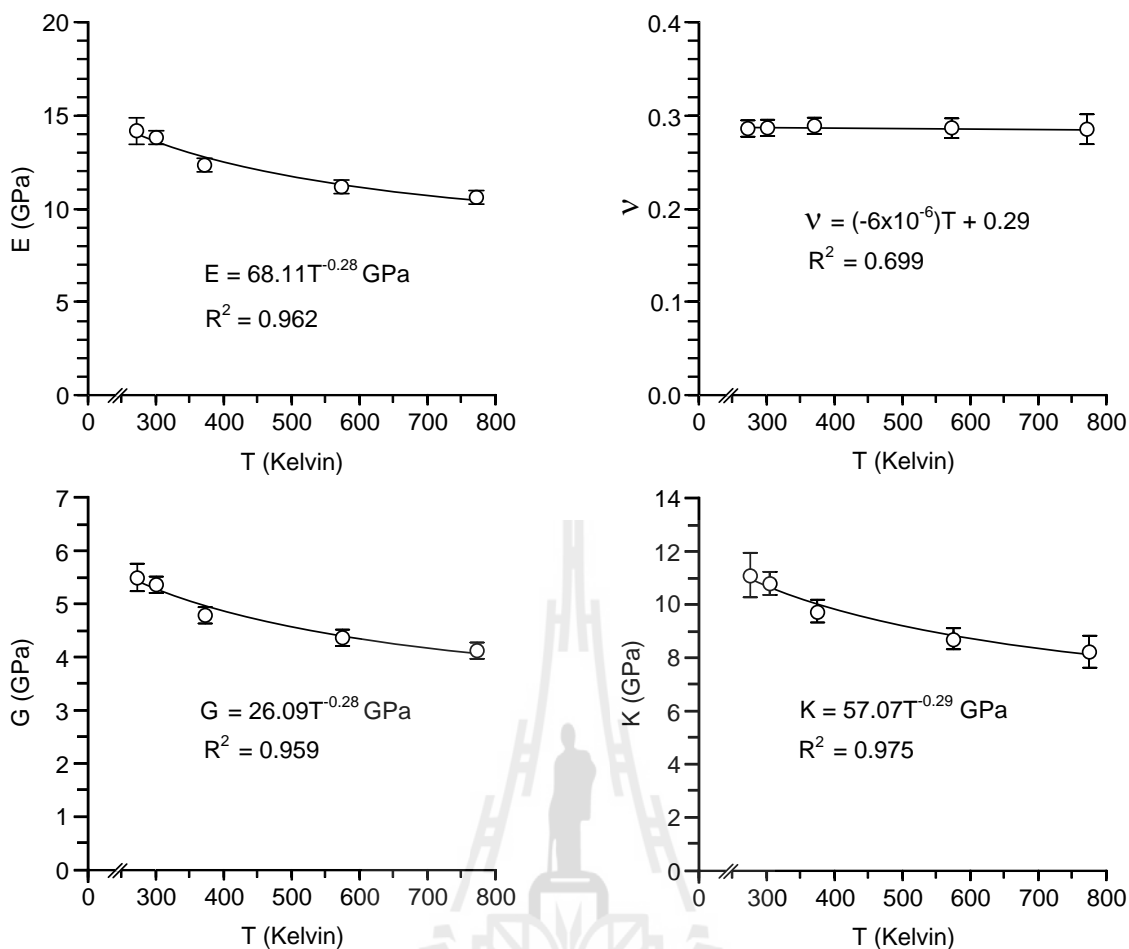 20
15
10
5
0
E (GPa)
E = 68.11T⁻⁰·²⁸ GPa
R² = 0.962
0 300 400 500 600 700 800
T (Kelvin)
0.4
0.3
0.2
0.1
0.0
ν
ν = (-6x10⁻⁶)T + 0.29
R² = 0.699
0 300 400 500 600 700 800
T (Kelvin)
7
6
5
4
3
2
1
0
G (GPa)
G = 26.09T⁻⁰·²⁸ GPa
R² = 0.959
0 300 400 500 600 700 800
T (Kelvin)
14
12
10
8
6
4
2
0
K (GPa)
K = 57.07T⁻⁰·²⁹ GPa
R² = 0.975
0 300 400 500 600 700 800
T (Kelvin)